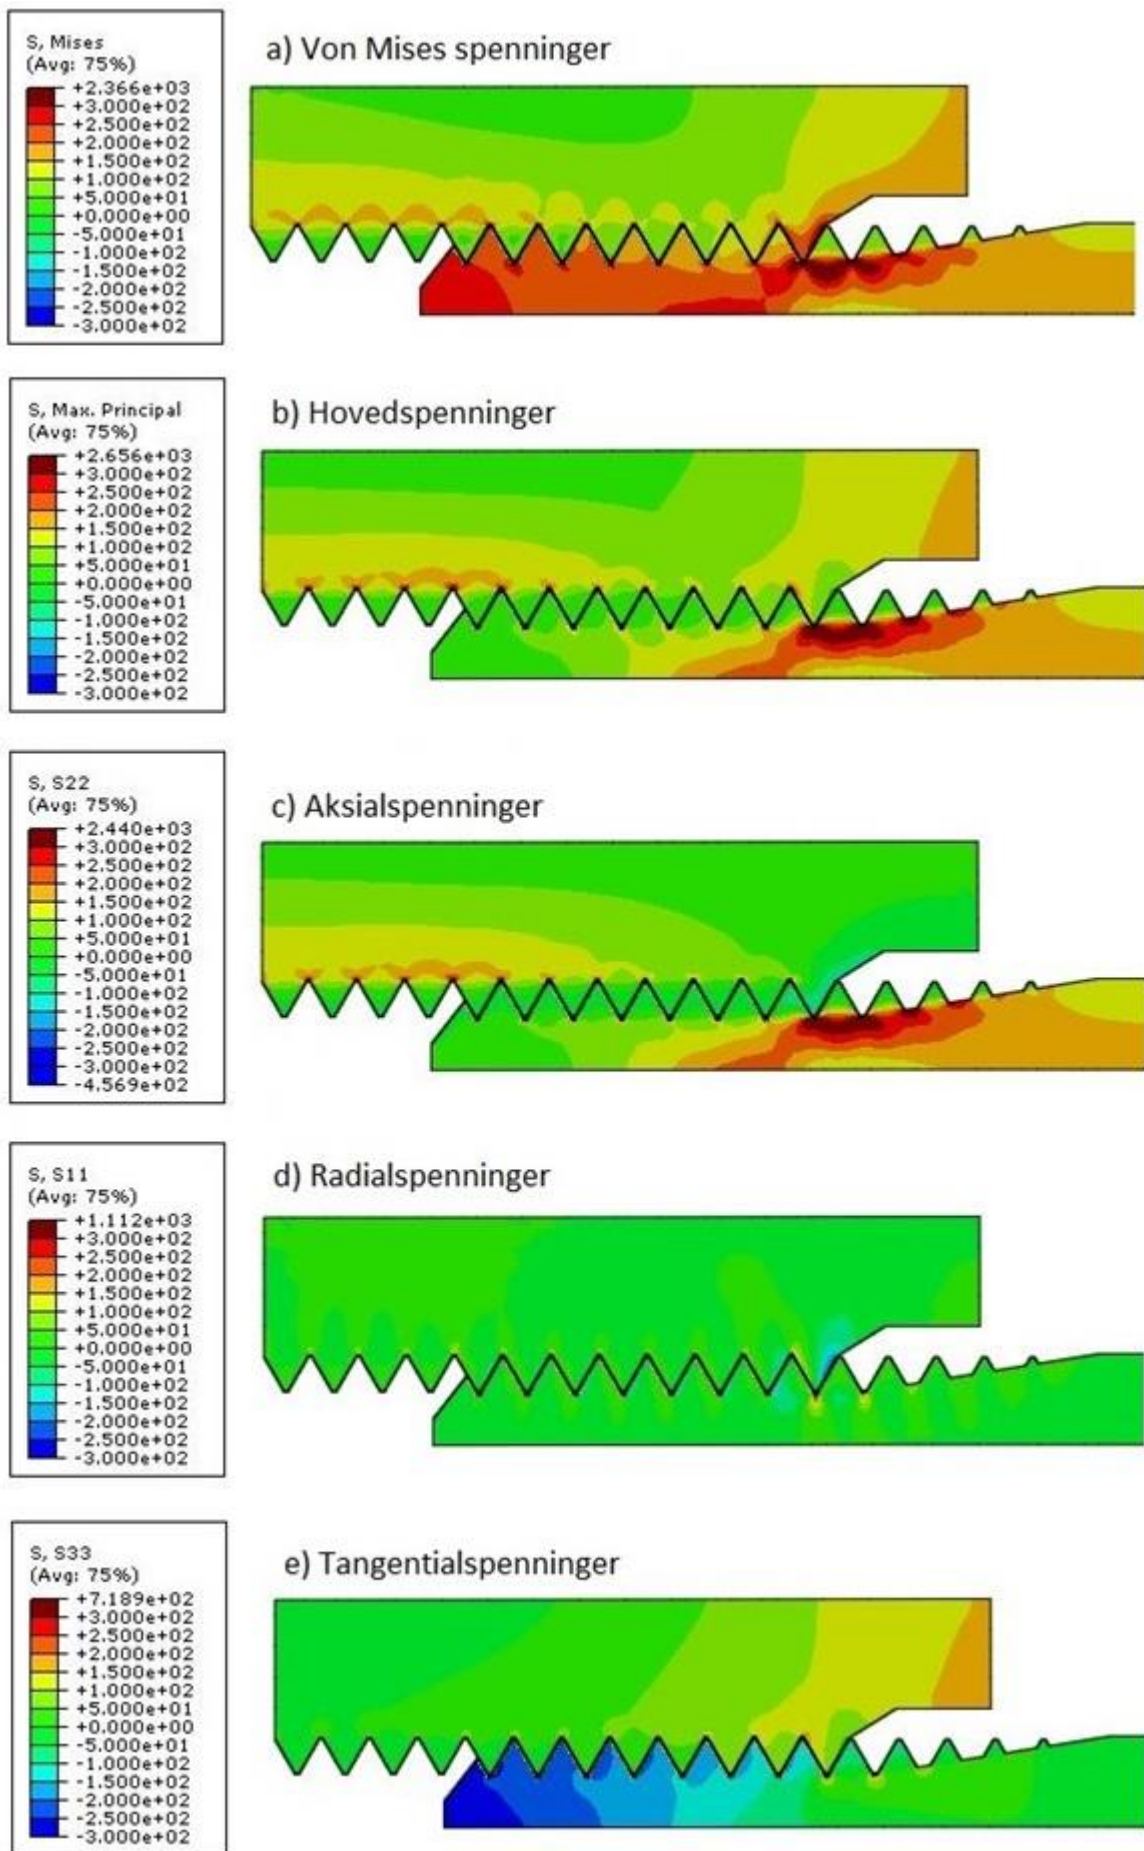 S, Mises
(Avg: 75%)
+2.366e+03
+3.000e+02
+2.500e+02
+2.000e+02
+1.500e+02
+1.000e+02
+5.000e+01
+0.000e+00
-5.000e+01
-1.000e+02
-1.500e+02
-2.000e+02
-2.500e+02
-3.000e+02
a) Von Mises spenninger
S, Max. Principal
(Avg: 75%)
+2.656e+03
+3.000e+02
+2.500e+02
+2.000e+02
+1.500e+02
+1.000e+02
+5.000e+01
+0.000e+00
-5.000e+01
-1.000e+02
-1.500e+02
-2.000e+02
-2.500e+02
-3.000e+02
b) Hovedspenninger
S, S22
(Avg: 75%)
+2.440e+03
+3.000e+02
+2.500e+02
+2.000e+02
+1.500e+02
+1.000e+02
+5.000e+01
+0.000e+00
-5.000e+01
-1.000e+02
-1.500e+02
-2.000e+02
-2.500e+02
-3.000e+02
-4.569e+02
c) Aksialspenninger
S, S11
(Avg: 75%)
+1.112e+03
+3.000e+02
+2.500e+02
+2.000e+02
+1.500e+02
+1.000e+02
+5.000e+01
+0.000e+00
-5.000e+01
-1.000e+02
-1.500e+02
-2.000e+02
-2.500e+02
-3.000e+02
d) Radialspenninger
S, S33
(Avg: 75%)
+7.189e+02
+3.000e+02
+2.500e+02
+2.000e+02
+1.500e+02
+1.000e+02
+5.000e+01
+0.000e+00
-5.000e+01
-1.000e+02
-1.500e+02
-2.000e+02
-2.500e+02
-3.000e+02
e) Tangentialspenninger